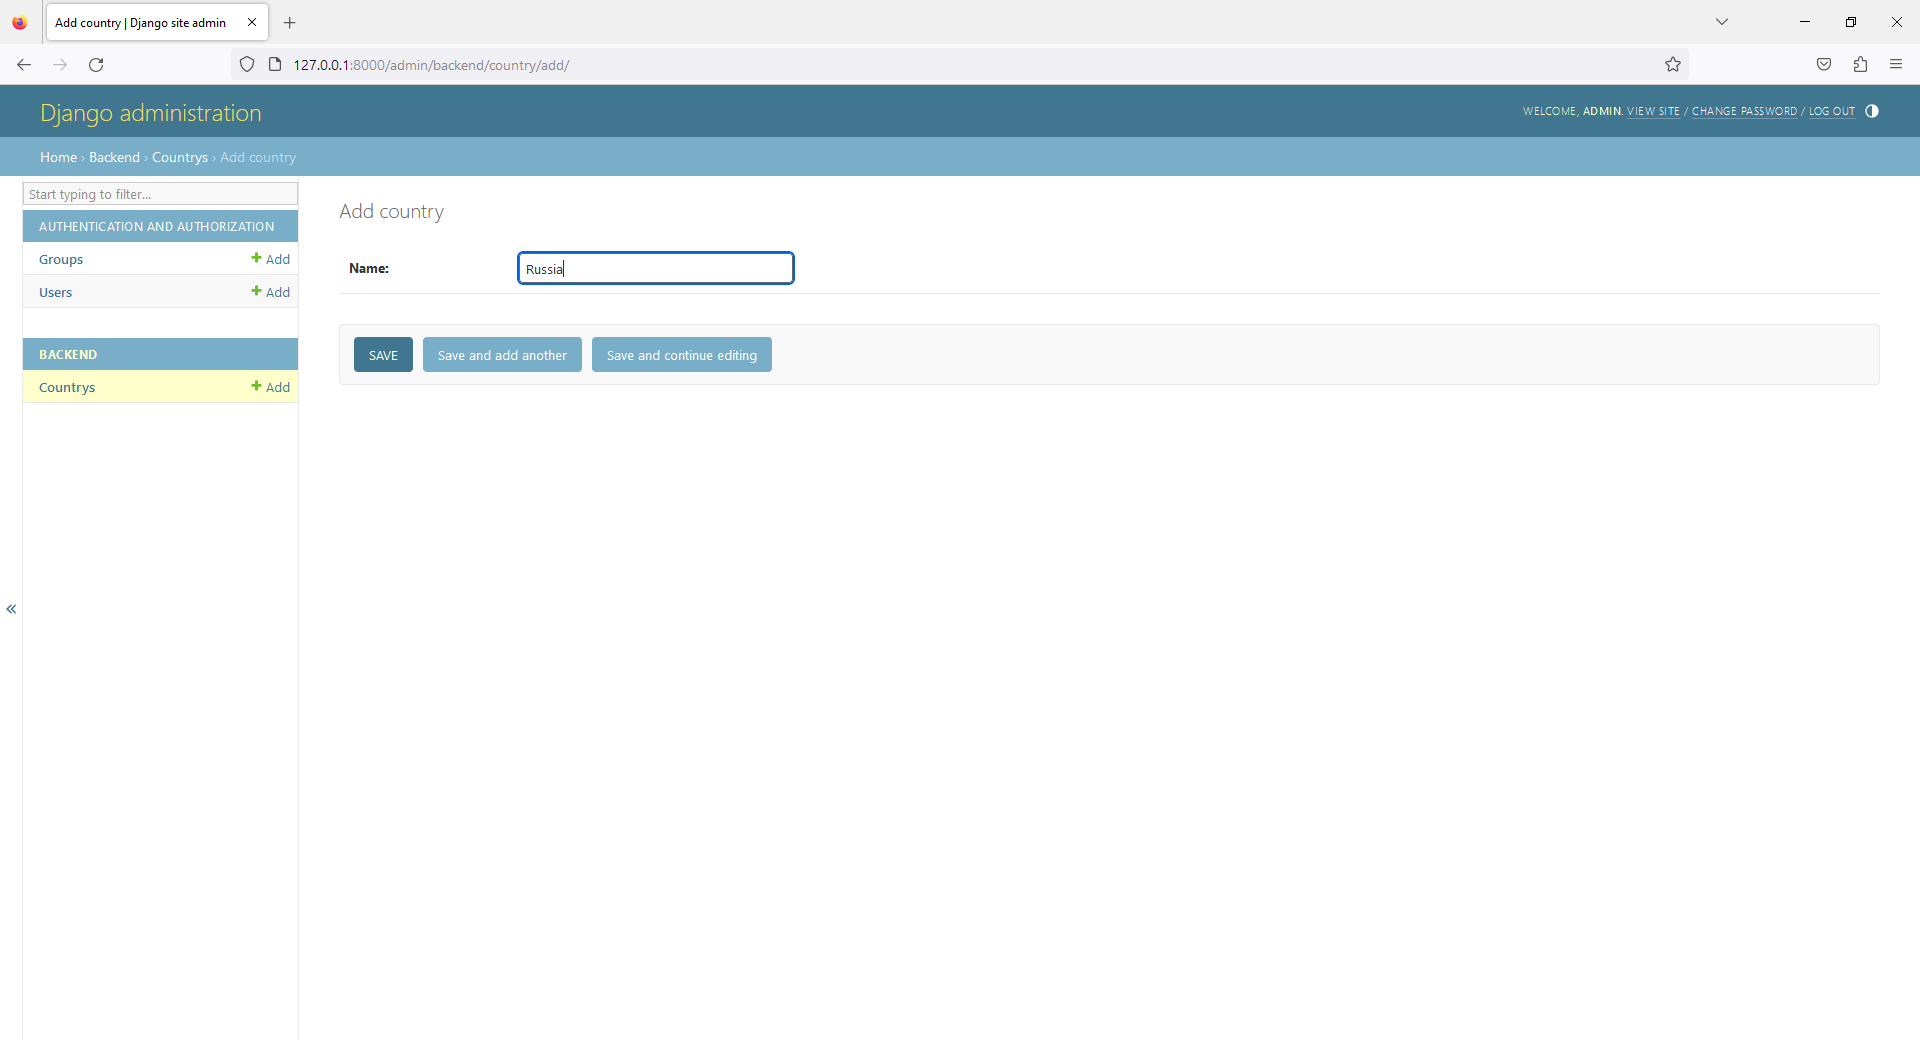 Add country | Django site admin
127.0.0.1:8000/admin/backend/country/add/
Django administration
WELCOME, ADMIN. VIEW SITE / CHANGE PASSWORD / LOG OUT
Home › Backend › Countrys › Add country
Start typing to filter...
AUTHENTICATION AND AUTHORIZATION
Groups Add
Users Add
BACKEND
Countrys Add
«
Add country
Name: Russia
SAVE Save and add another Save and continue editing